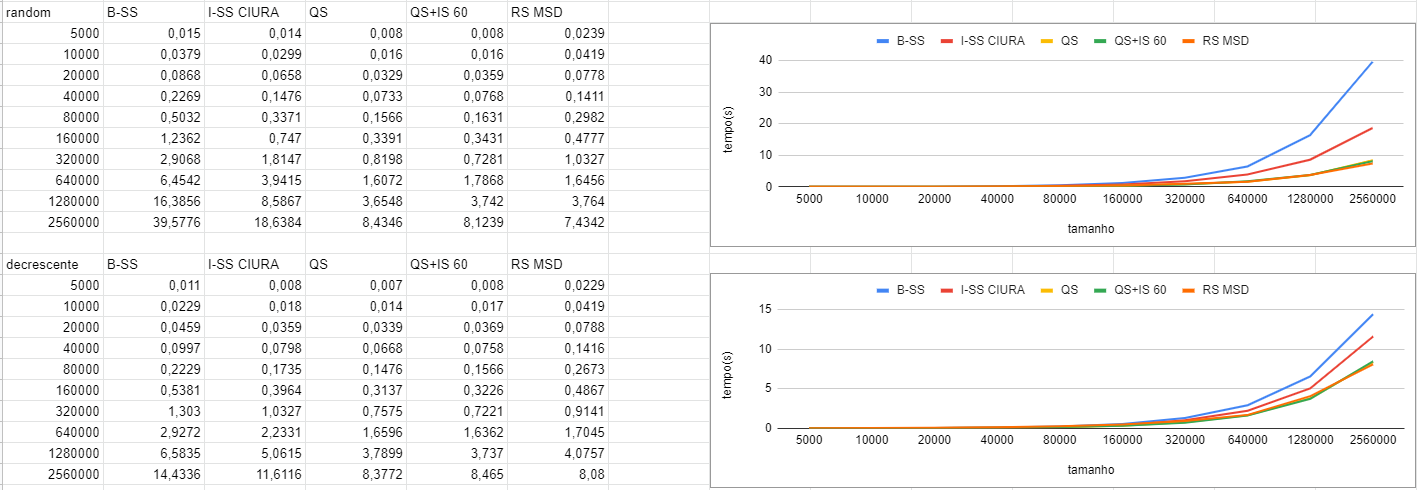 random B-SS I-SS CIURA QS QS+IS 60 RS MSD
5000 0,015 0,014 0,008 0,008 0,0239
10000 0,0379 0,0299 0,016 0,016 0,0419
20000 0,0868 0,0658 0,0329 0,0359 0,0778
40000 0,2269 0,1476 0,0733 0,0768 0,1411
80000 0,5032 0,3371 0,1566 0,1631 0,2982
160000 1,2362 0,747 0,3391 0,3431 0,4777
320000 2,9068 1,8147 0,8198 0,7281 1,0327
640000 6,4542 3,9415 1,6072 1,7868 1,6456
1280000 16,3856 8,5867 3,6548 3,742 3,764
2560000 39,5776 18,6384 8,4346 8,1239 7,4342
B-SS I-SS CIURA QS QS+IS 60 RS MSD
40
30
20
10
0
tempo(s)
5000 10000 20000 40000 80000 160000 320000 640000 1280000 2560000
tamanho
decrescente B-SS I-SS CIURA QS QS+IS 60 RS MSD
5000 0,011 0,008 0,007 0,008 0,0229
10000 0,0229 0,018 0,014 0,017 0,0419
20000 0,0459 0,0359 0,0339 0,0369 0,0788
40000 0,0997 0,0798 0,0668 0,0758 0,1416
80000 0,2229 0,1735 0,1476 0,1566 0,2673
160000 0,5381 0,3964 0,3137 0,3226 0,4867
320000 1,303 1,0327 0,7575 0,7221 0,9141
640000 2,9272 2,2331 1,6596 1,6362 1,7045
1280000 6,5835 5,0615 3,7899 3,737 4,0757
2560000 14,4336 11,6116 8,3772 8,465 8,08
B-SS I-SS CIURA QS QS+IS 60 RS MSD
15
10
5
0
tempo(s)
5000 10000 20000 40000 80000 160000 320000 640000 1280000 2560000
tamanho